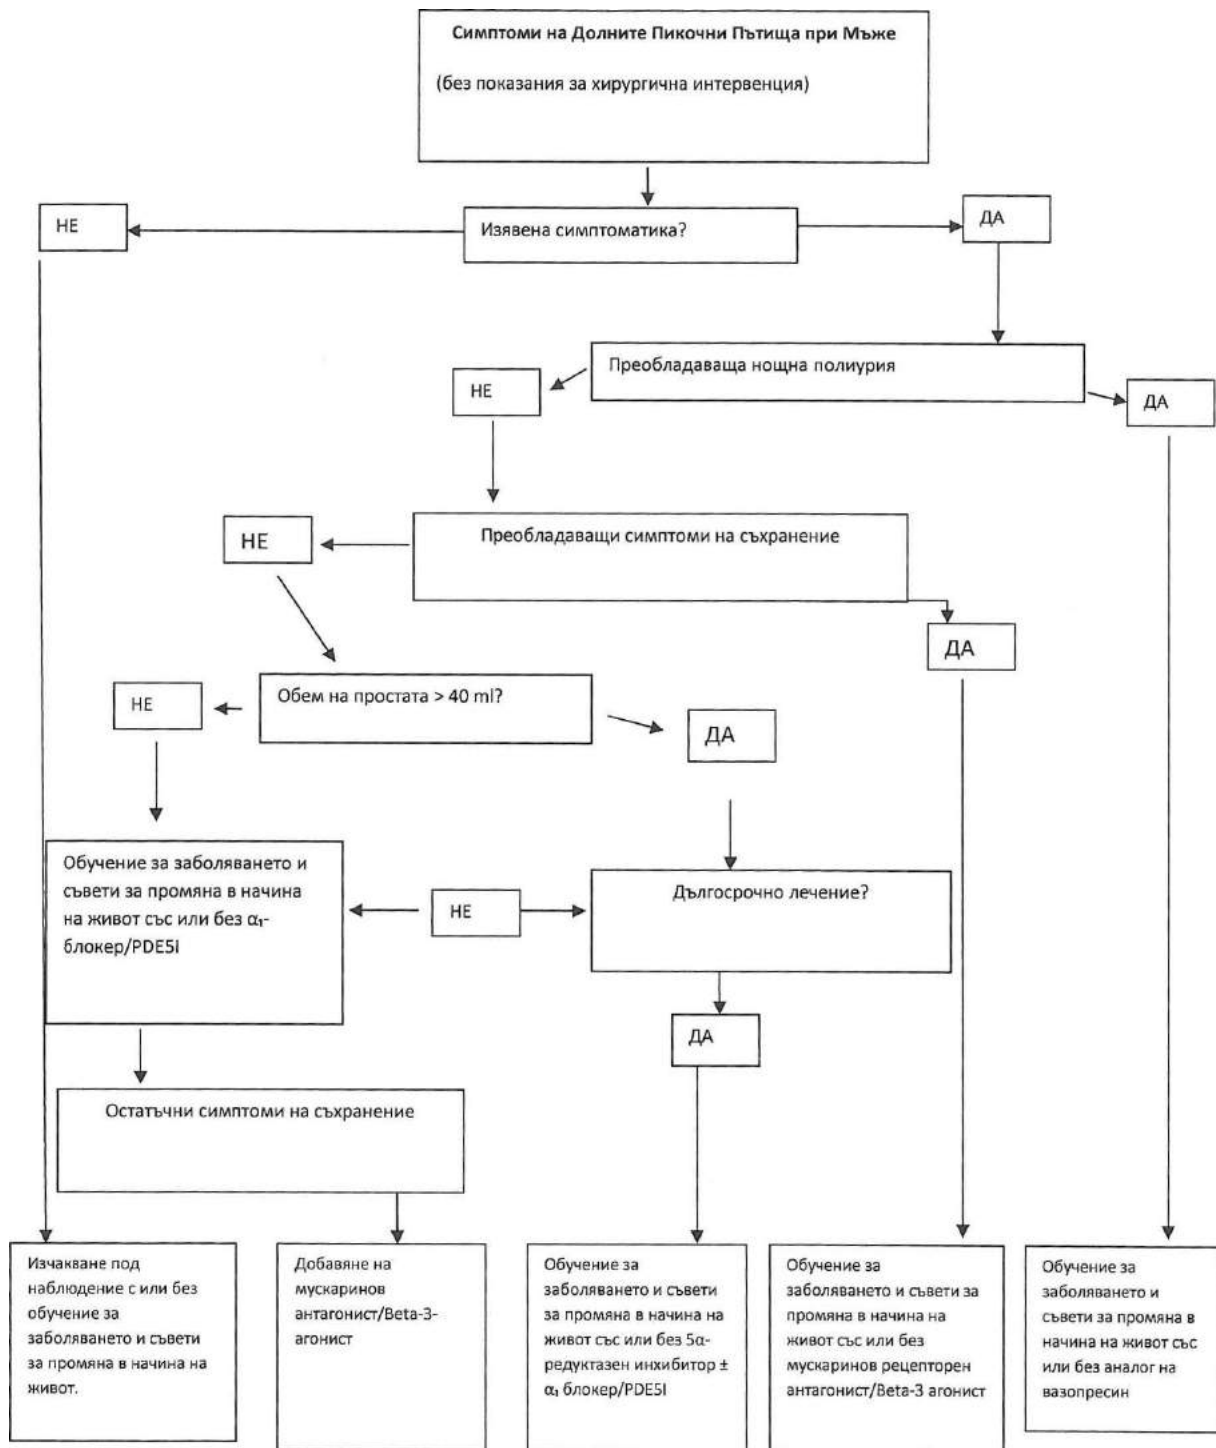 Симптоми на Долните Пикочни Пътища при Мъже
(без показания за хирургична интервенция)
НЕ
Изявена симптоматика?
ДА
Преобладаваща нощна полиурия
НЕ
ДА
Преобладаващи симптоми на съхранение
НЕ
ДА
Обем на простата > 40 ml?
НЕ
ДА
Обучение за заболяването и
съвети за промяна в начина
на живот със или без α₁-
блокер/PDE5I
НЕ
Дългосрочно лечение?
ДА
Остатъчни симптоми на съхранение
Изчакване под
наблюдение с или без
обучение за
заболяването и съвети
за промяна в начина на
живот.
Добавяне на
мускаринов
антагонист/Beta-3-
агонист
Обучение за
заболяването и съвети
за промяна в начина на
живот със или без 5α-
редуктазен инхибитор ±
α₁ блокер/PDE5I
Обучение за
заболяването и съвети за
промяна в начина на
живот със или без
мускаринов рецепторен
антагонист/Beta-3 агонист
Обучение за
заболяването и
съвети за промяна в
начина на живот със
или без аналог на
вазопресин